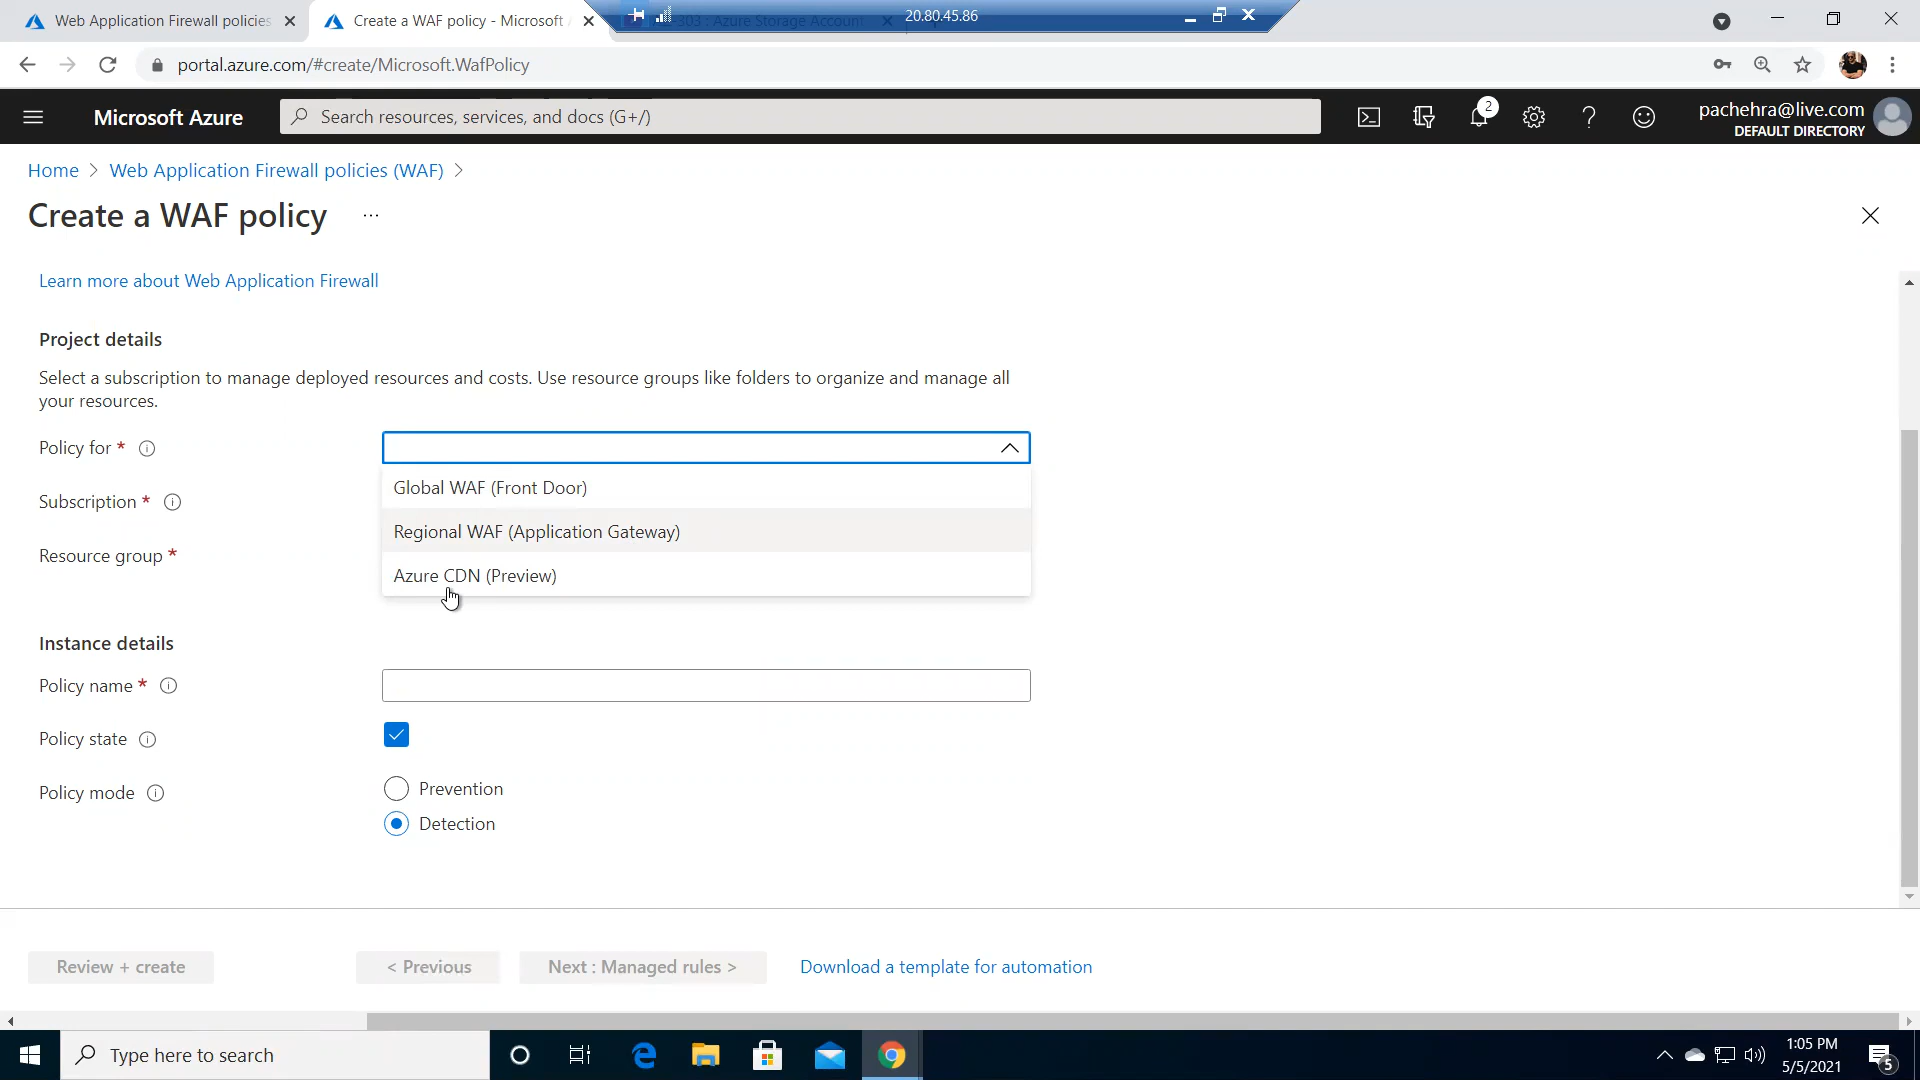 Web Application Firewall policies
Create a WAF policy - Microsoft
20.80.45.86
-303 : Azure Storage Account
portal.azure.com/#create/Microsoft.WafPolicy
Microsoft Azure
Search resources, services, and docs (G+/)
2
pachehra@live.com
DEFAULT DIRECTORY
Home > Web Application Firewall policies (WAF) >
Create a WAF policy ...
Learn more about Web Application Firewall
Project details
Select a subscription to manage deployed resources and costs. Use resource groups like folders to organize and manage all
your resources.
Policy for *
Global WAF (Front Door)
Subscription *
Regional WAF (Application Gateway)
Resource group *
Azure CDN (Preview)
Instance details
Policy name *
Policy state
Policy mode
Prevention
Detection
Review + create
< Previous
Next : Managed rules >
Download a template for automation
Type here to search
1:05 PM
5/5/2021
5